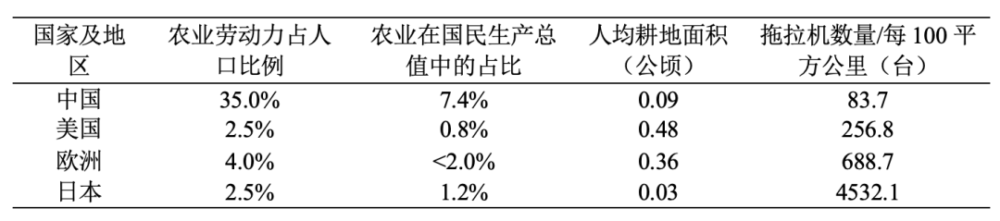 国家及地 农业劳动力占人 农业在国民生产总 人均耕地面积 拖拉机数量/每 100 平
区 口比例 值中的占比 （公顷） 方公里（台）
中国 35.0% 7.4% 0.09 83.7
美国 2.5% 0.8% 0.48 256.8
欧洲 4.0% <2.0% 0.36 688.7
日本 2.5% 1.2% 0.03 4532.1